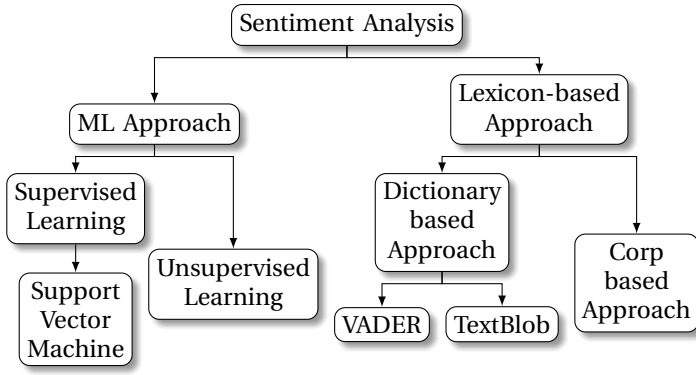 Sentiment Analysis
ML Approach
Lexicon-based
Approach
Supervised
Learning
Unsupervised
Learning
Support
Vector
Machine
Dictionary
based
Approach
Corp
based
Approach
VADER
TextBlob